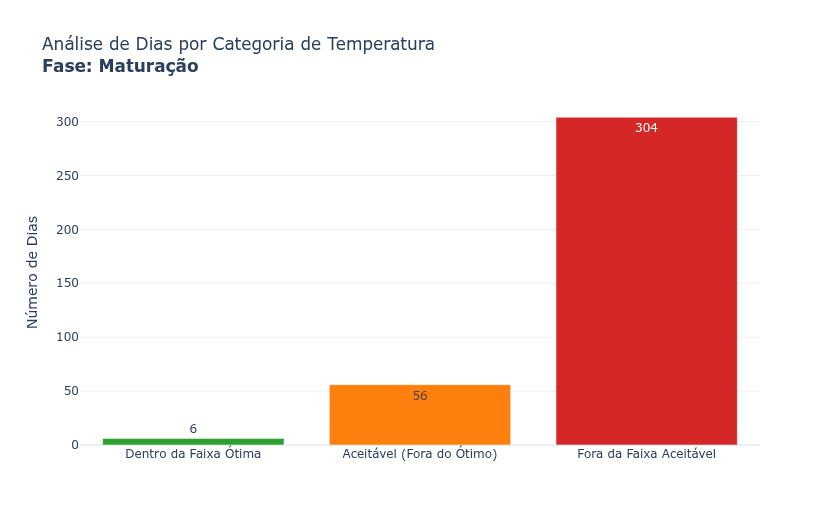 Análise de Dias por Categoria de Temperatura
Fase: Maturação
Número de Dias
300
250
200
150
100
50
0
6
56
304
Dentro da Faixa Ótima
Aceitável (Fora do Ótimo)
Fora da Faixa Aceitável